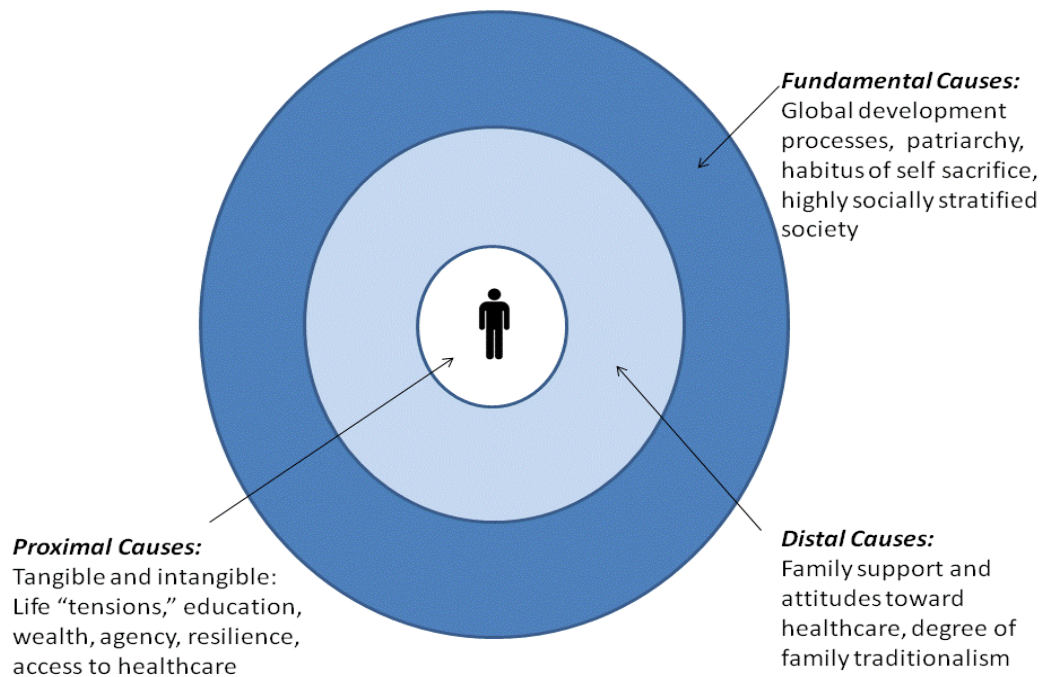 Fundamental Causes:
Global development
processes, patriarchy,
habitus of self sacrifice,
highly socially stratified
society
Proximal Causes:
Tangible and intangible:
Life “tensions,” education,
wealth, agency, resilience,
access to healthcare
Distal Causes:
Family support and
attitudes toward
healthcare, degree of
family traditionalism